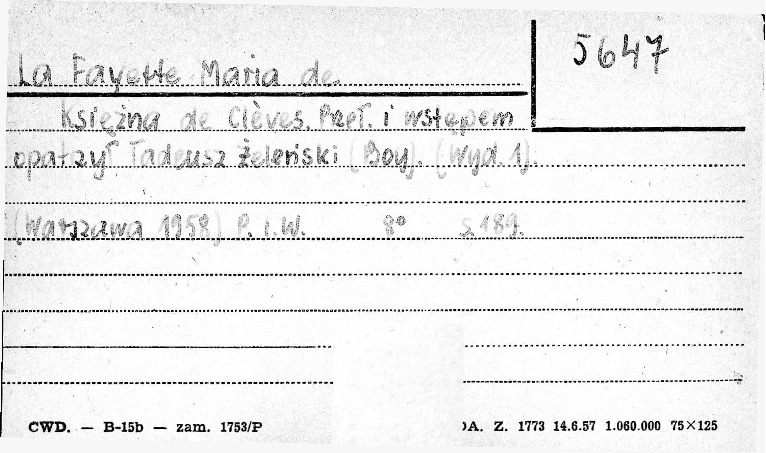 5647
La Fayette Maria de
Księżna de Clèves. Przeł. i wstępem
opatrzył Tadeusz Żeleński (Boy). (Wyd. 1).
(Warszawa 1958) P. i. W. 8° s. 189.
CWD. — B-15b — zam. 1753/P A. Z. 1773 14.6.57 1.060.000 75×125